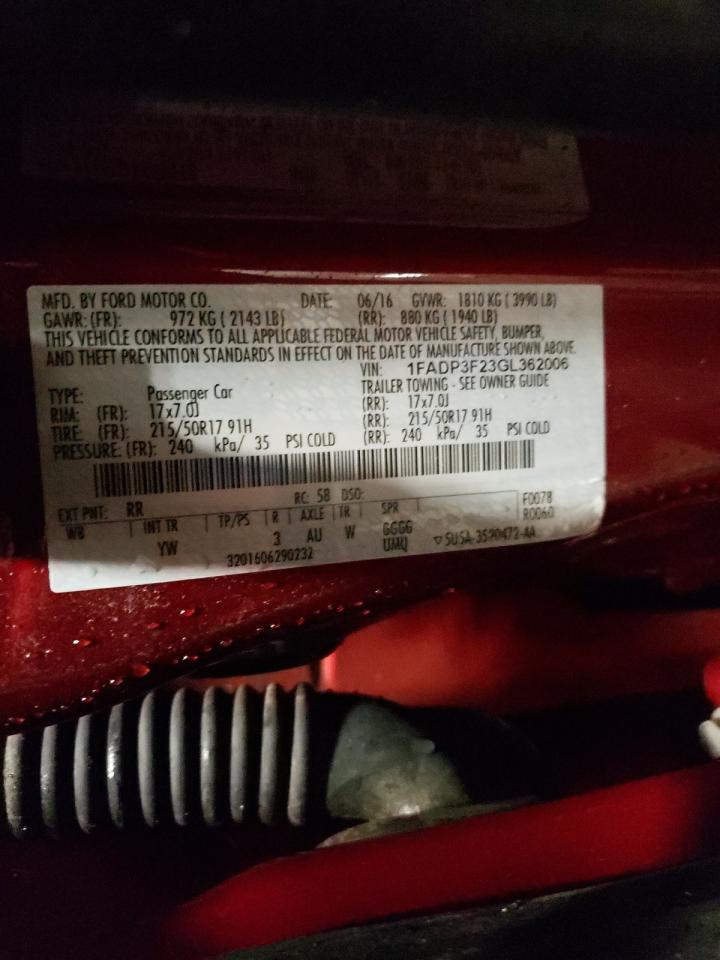 MFD. BY FORD MOTOR CO. DATE: 06/16 GVWR: 1810 KG ( 3990 LB)
GAWR: (FR): 972 KG ( 2143 LB) (RR): 880 KG ( 1940 LB)
THIS VEHICLE CONFORMS TO ALL APPLICABLE FEDERAL MOTOR VEHICLE SAFETY, BUMPER,
AND THEFT PREVENTION STANDARDS IN EFFECT ON THE DATE OF MANUFACTURE SHOWN ABOVE.
VIN: 1FADP3F23GL362006
TYPE: Passenger Car TRAILER TOWING - SEE OWNER GUIDE
RIM: (FR): 17x7.0J (RR): 17x7.0J
TIRE: (FR): 215/50R17 91H (RR): 215/50R17 91H
PRESSURE: (FR): 240 kPa/ 35 PSI COLD (RR): 240 kPa/ 35 PSI COLD
EXT PNT: RR RC: 58 DSO: F0078
WB INT TR TP/PS R AXLE TR SPR R0060
YW 3 AU W GGGG
UMU
3201606290232 ▽SU5A-3520472-AA